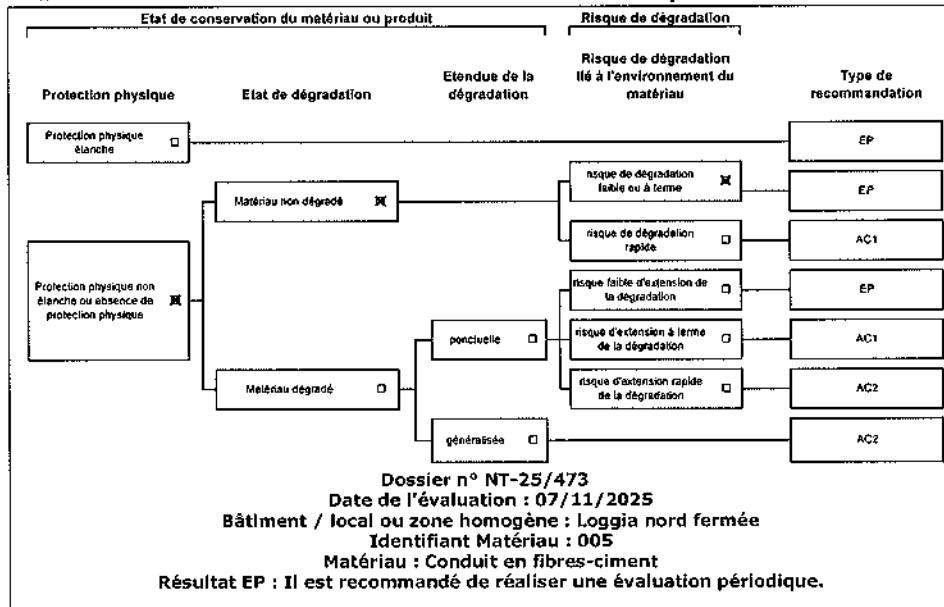 Etat de conservation du matériau ou produit
Risque de dégradation
Protection physique
Etat de dégradation
Etendue de la
dégradation
Risque de dégradation
lié à l'environnement du
matériau
Type de
recommandation
Protection physique
étanche
EP
risque de dégradation
faible ou à terme
EP
Matériau non dégradé
risque de dégradation
rapide
AC1
Protection physique non
étanche ou absence de
protection physique
risque faible d'extension de
la dégradation
EP
ponctuelle
risque d'extension à terme
de la dégradation
AC1
Matériau dégradé
risque d'extension rapide
de la dégradation
AC2
généralisée
AC2
Dossier n° NT-25/473
Date de l'évaluation : 07/11/2025
Bâtiment / local ou zone homogène : Loggia nord fermée
Identifiant Matériau : 005
Matériau : Conduit en fibres-ciment
Résultat EP : Il est recommandé de réaliser une évaluation périodique.